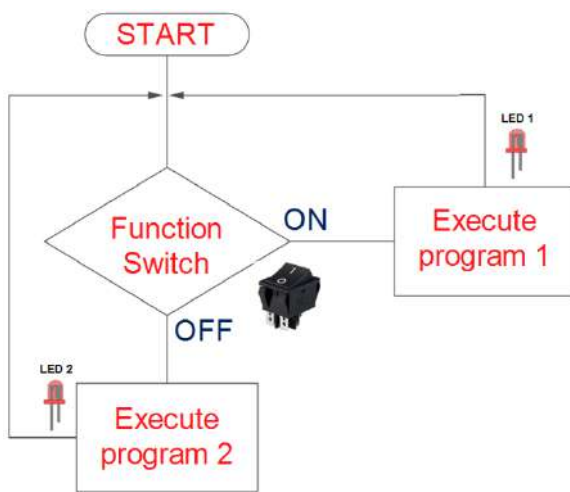 START
LED 1
Function
Switch
ON
Execute
program 1
OFF
LED 2
Execute
program 2